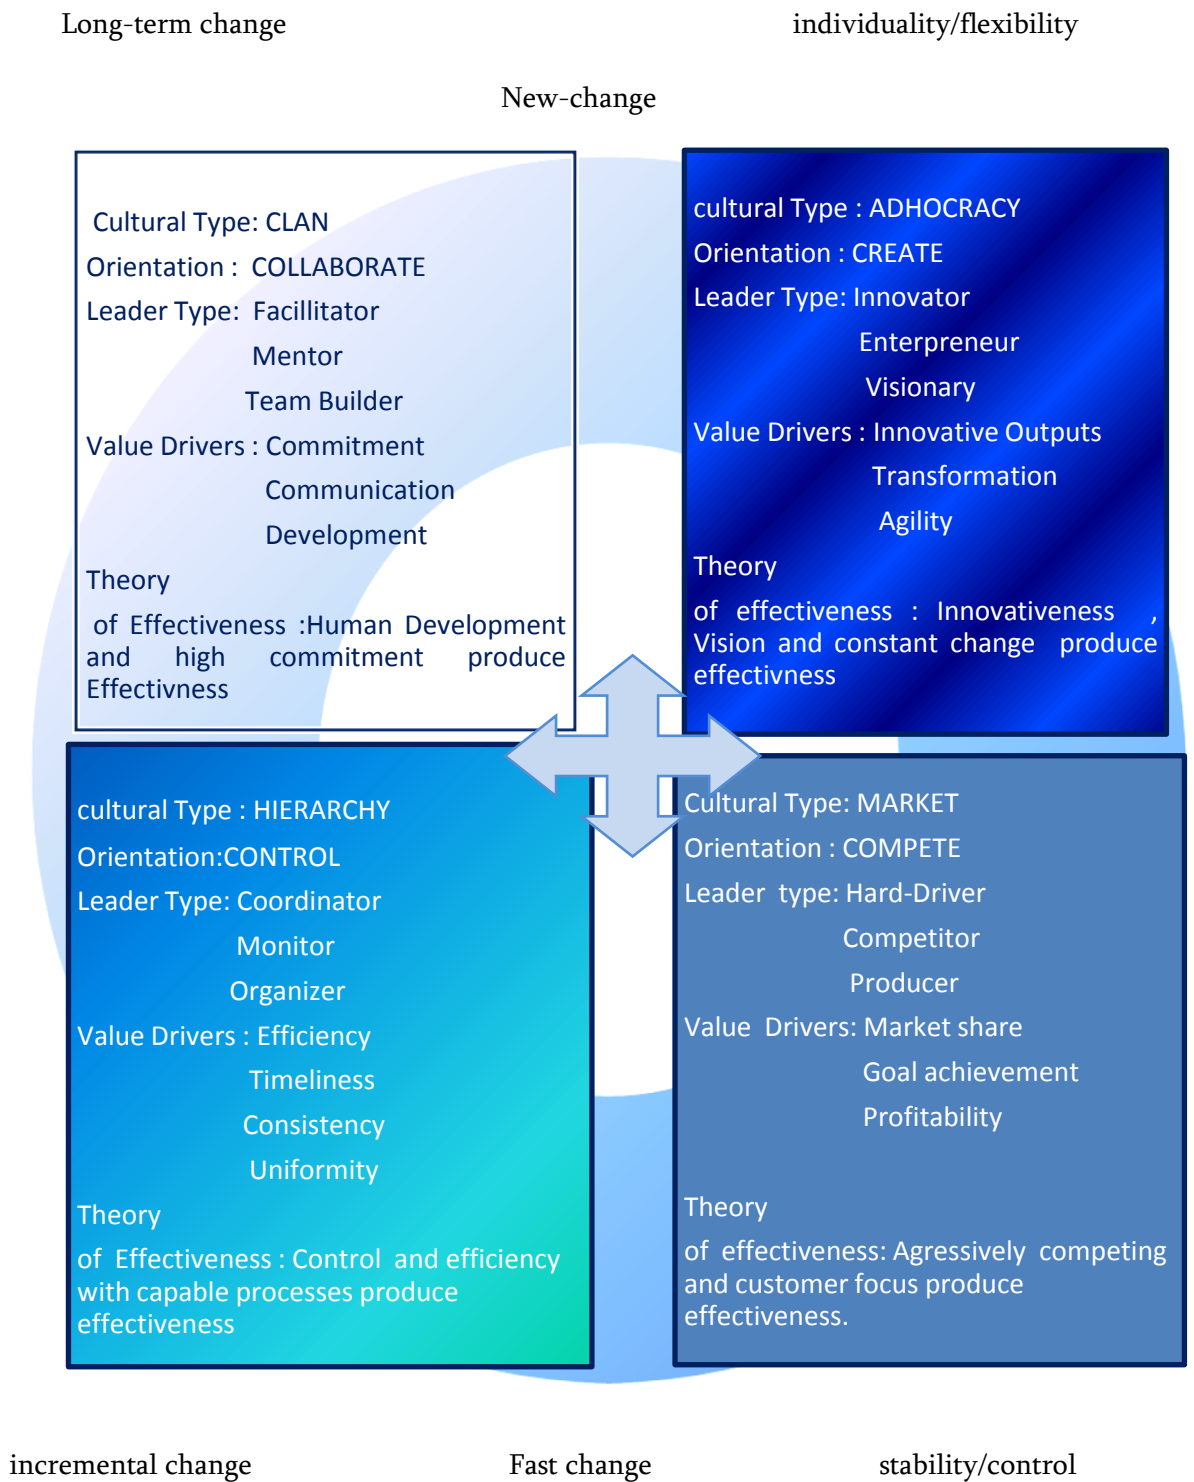 Long-term change
individuality/flexibility
New-change
Cultural Type: CLAN
Orientation : COLLABORATE
Leader Type: Facillitator
Mentor
Team Builder
Value Drivers : Commitment
Communication
Development
Theory
of Effectiveness :Human Development
and high commitment produce
Effectivness
cultural Type : ADHOCRACY
Orientation : CREATE
Leader Type: Innovator
Enterpreneur
Visionary
Value Drivers : Innovative Outputs
Transformation
Agility
Theory
of effectiveness : Innovativeness ,
Vision and constant change produce
effectivness
cultural Type : HIERARCHY
Orientation:CONTROL
Leader Type: Coordinator
Monitor
Organizer
Value Drivers : Efficiency
Timeliness
Consistency
Uniformity
Theory
of Effectiveness : Control and efficiency
with capable processes produce
effectiveness
Cultural Type: MARKET
Orientation : COMPETE
Leader type: Hard-Driver
Competitor
Producer
Value Drivers: Market share
Goal achievement
Profitability
Theory
of effectiveness: Agressively competing
and customer focus produce
effectiveness.
incremental change
Fast change
stability/control